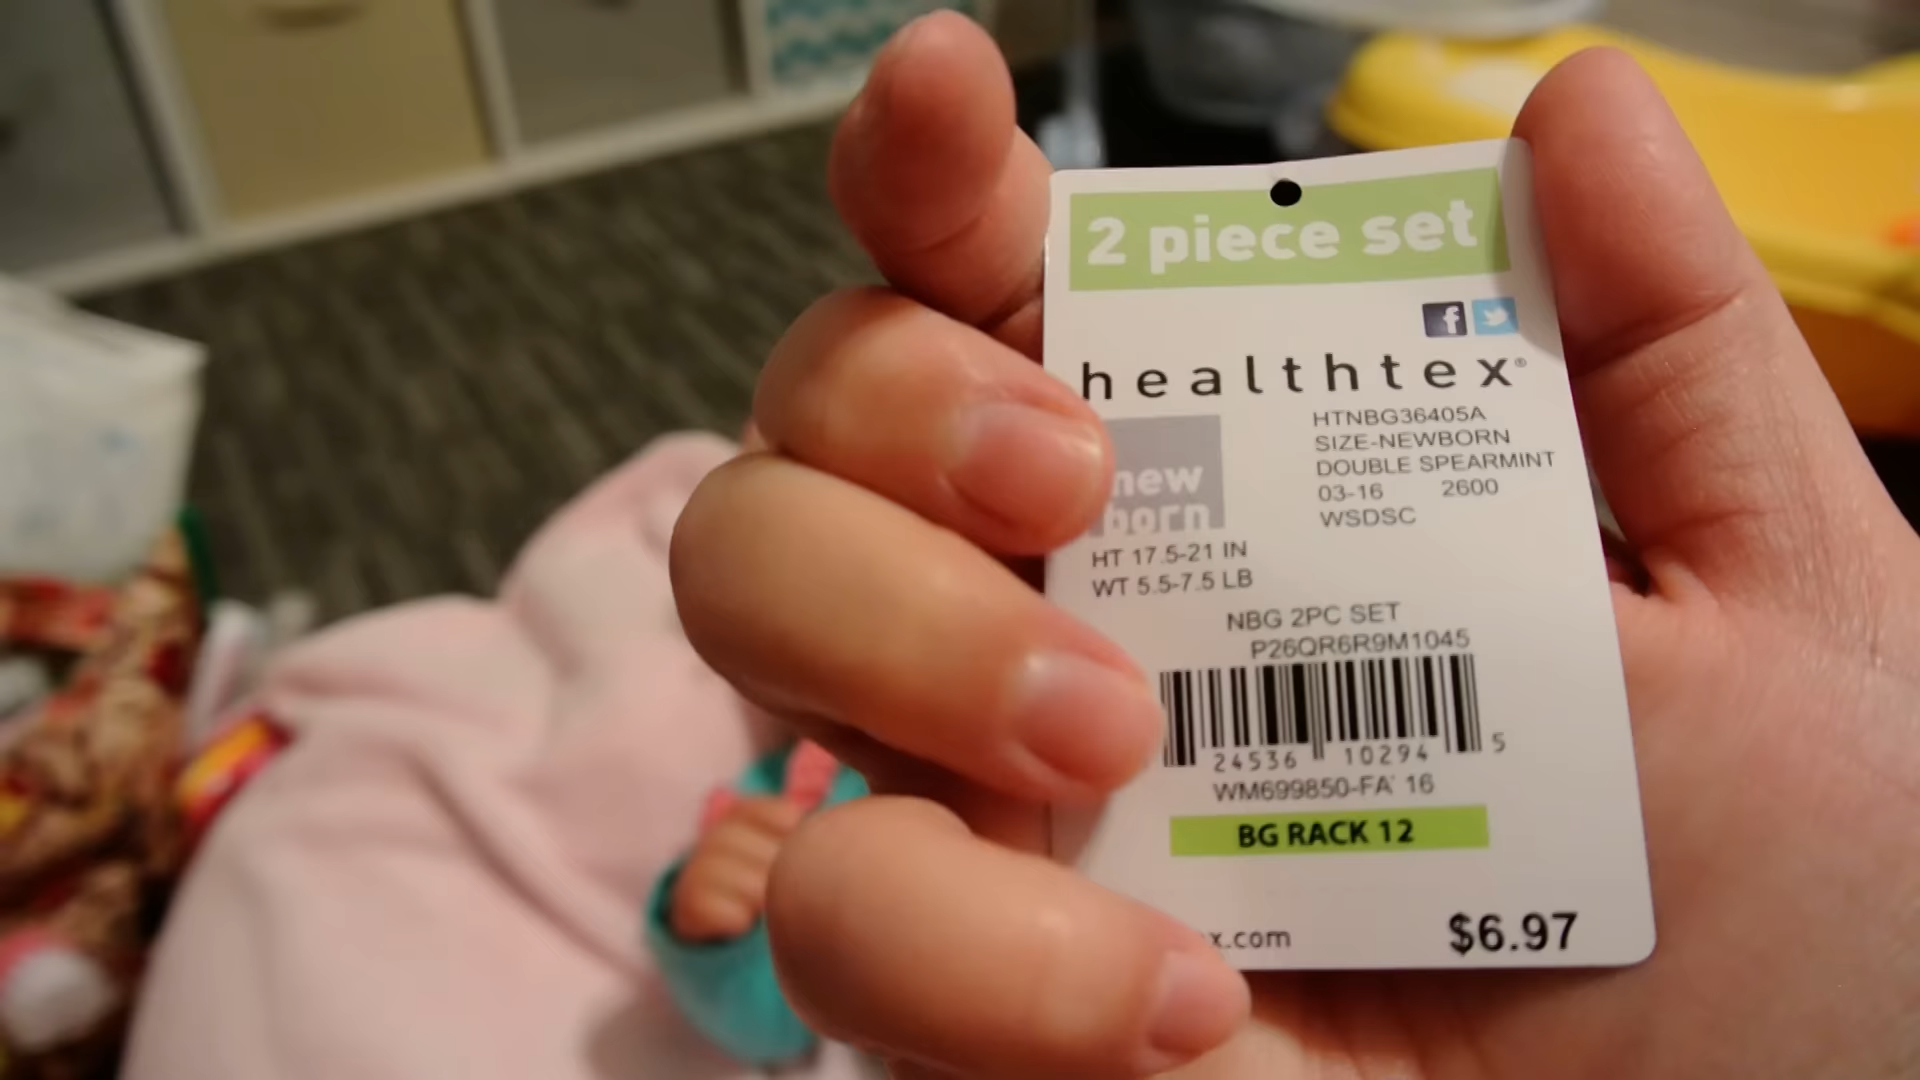 2 piece set
healthtex®
HTNBG36405A
SIZE-NEWBORN
DOUBLE SPEARMINT
03-16 2600
WSDSC
new
born
HT 17.5-21 IN
WT 5.5-7.5 LB
NBG 2PC SET
P26QR6R9M1045
24536 10294 5
WM699850-FA' 16
BG RACK 12
x.com
$6.97